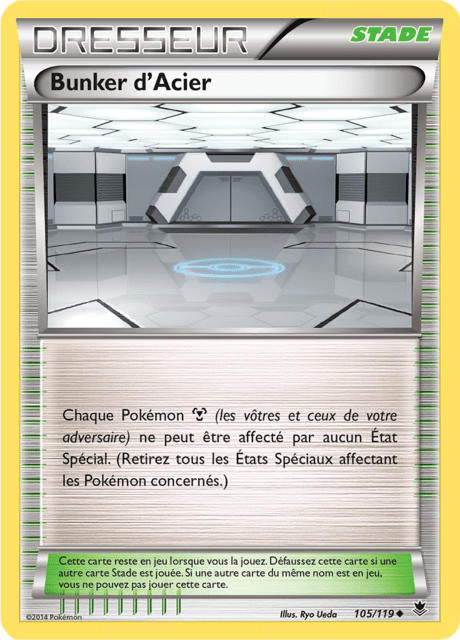 DRESSEUR
STADE
Bunker d'Acier
Chaque Pokémon (les vôtres et ceux de votre
adversaire) ne peut être affecté par aucun État
Spécial. (Retirez tous les États Spéciaux affectant
les Pokémon concernés.)
Cette carte reste en jeu lorsque vous la jouez. Défaussez cette carte si une
autre carte Stade est jouée. Si une autre carte du même nom est en jeu,
vous ne pouvez pas jouer cette carte.
©2014 Pokémon
Illus. Ryo Ueda
105/119